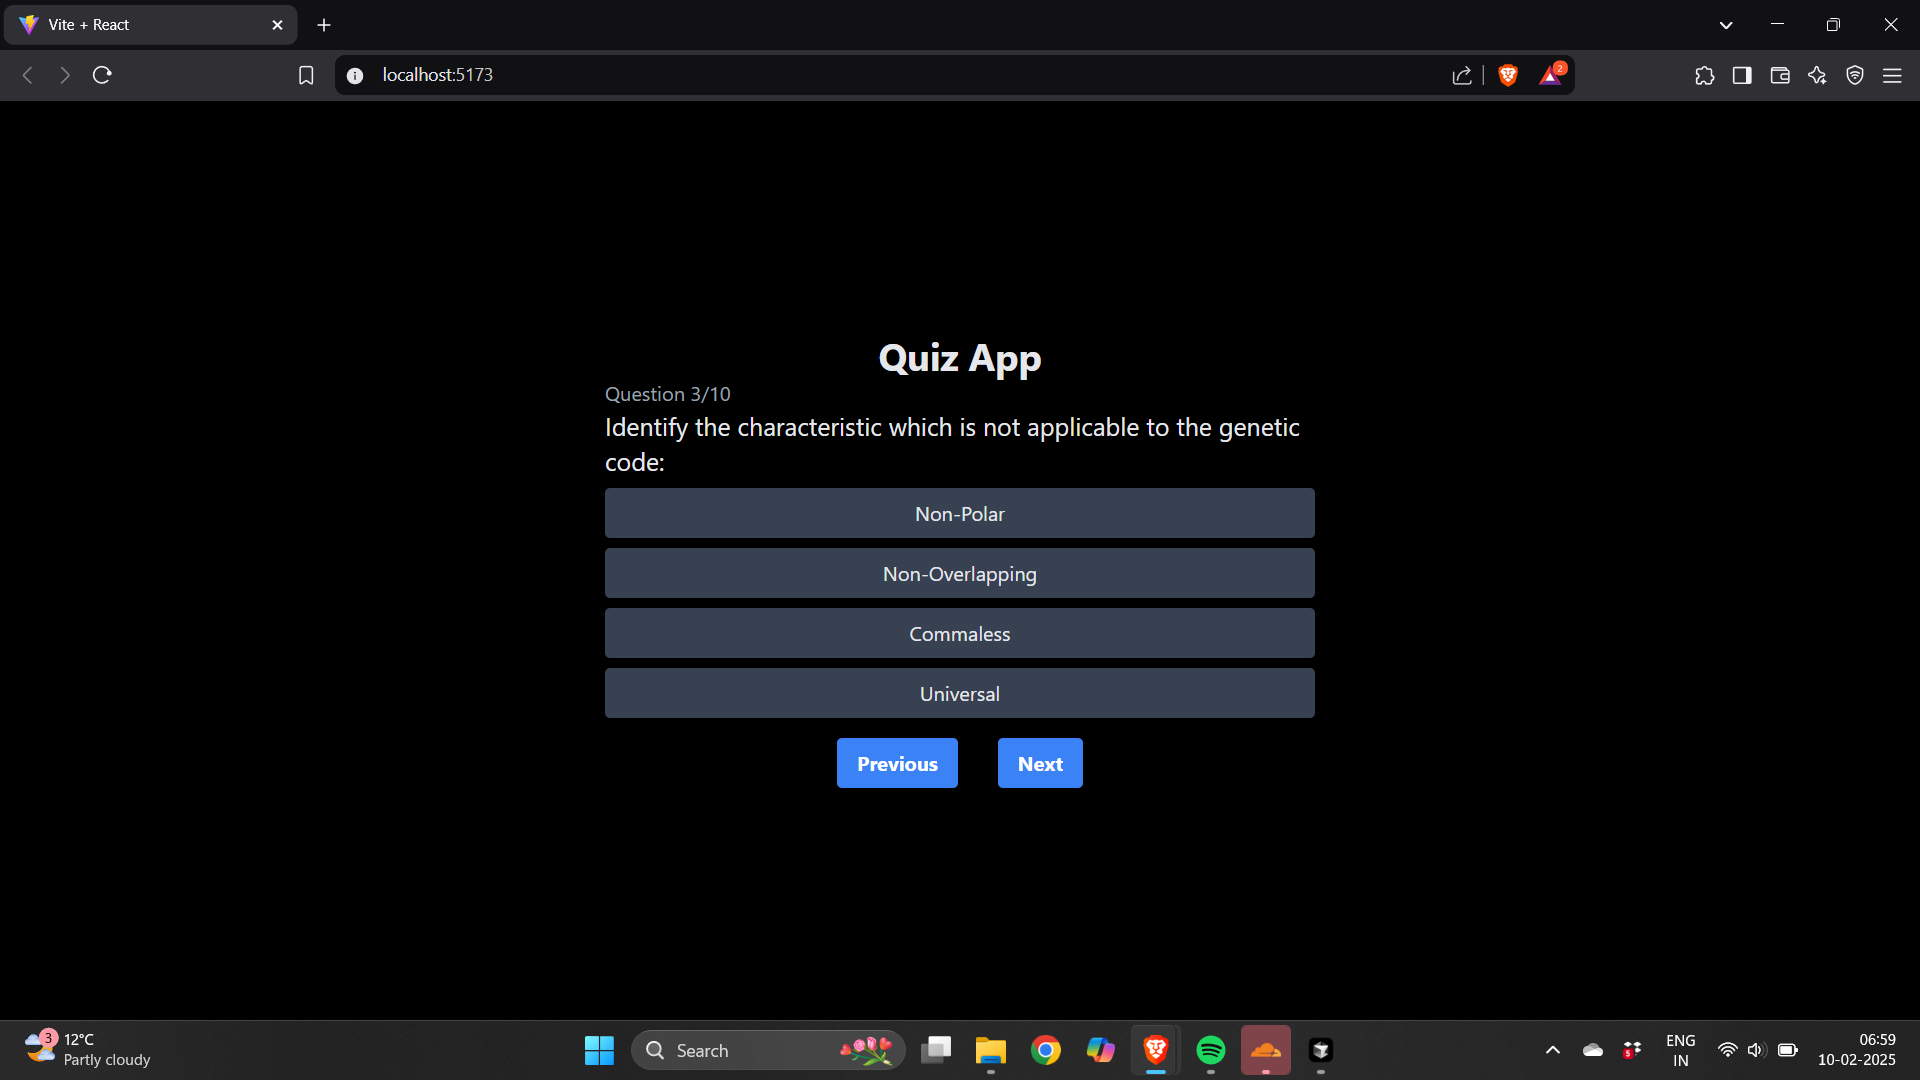 Vite + React
localhost:5173
2
Quiz App
Question 3/10
Identify the characteristic which is not applicable to the genetic
code:
Non-Polar
Non-Overlapping
Commaless
Universal
Previous
Next
3
12°C
Partly cloudy
Search
5
ENG
IN
06:59
10-02-2025